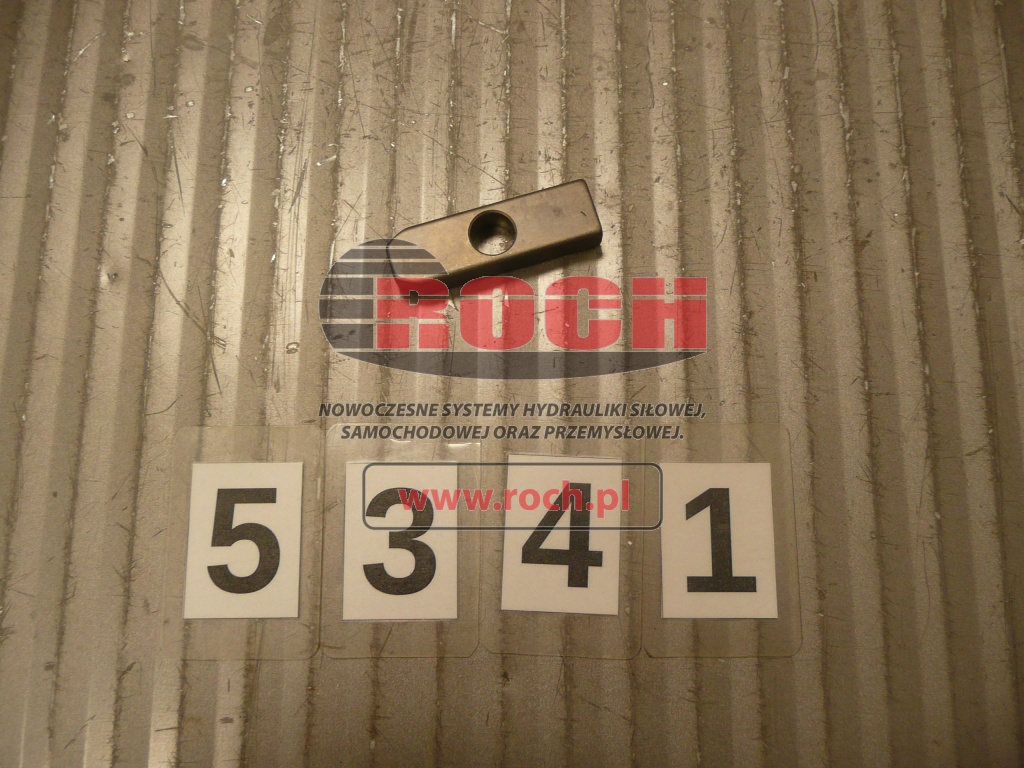 ROCH
NOWOCZESNE SYSTEMY HYDRAULIKI SIŁOWEJ,
SAMOCHODOWEJ ORAZ PRZEMYSŁOWEJ.
www.roch.pl
5 3 4 1